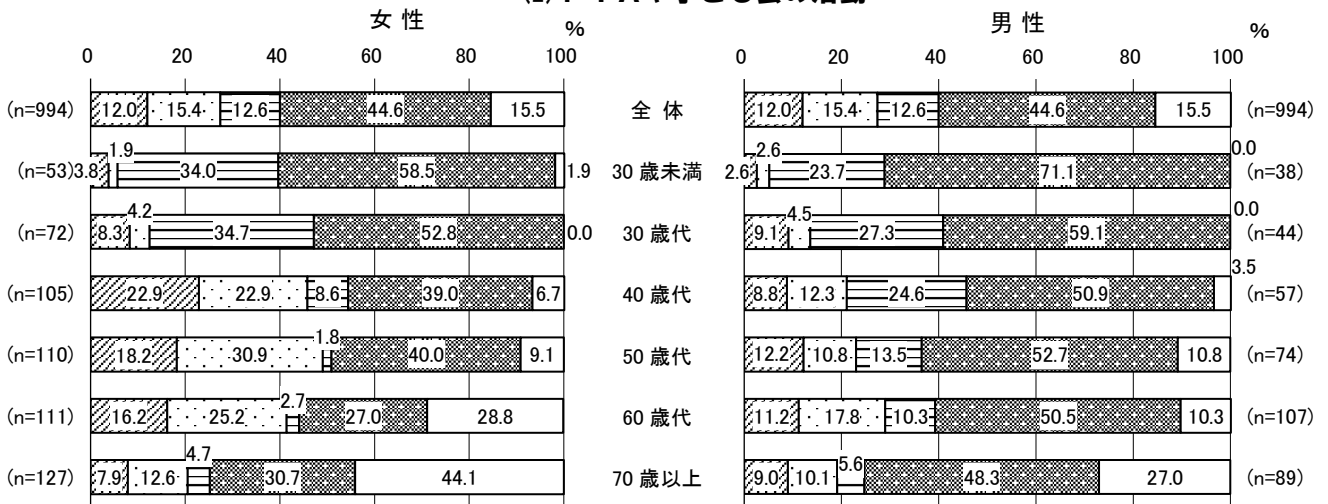 女 性 % 男 性 %
0 20 40 60 80 100 0 20 40 60 80 100
(n=994) 12.0 15.4 12.6 44.6 15.5 全 体 12.0 15.4 12.6 44.6 15.5 (n=994)
(n=53) 3.8 1.9 34.0 58.5 1.9 30 歳未満 2.6 2.6 23.7 71.1 0.0 (n=38)
(n=72) 8.3 4.2 34.7 52.8 0.0 30 歳代 9.1 4.5 27.3 59.1 0.0 (n=44)
(n=105) 22.9 22.9 8.6 39.0 6.7 40 歳代 8.8 12.3 24.6 50.9 3.5 (n=57)
(n=110) 18.2 30.9 1.8 40.0 9.1 50 歳代 12.2 10.8 13.5 52.7 10.8 (n=74)
(n=111) 16.2 25.2 2.7 27.0 28.8 60 歳代 11.2 17.8 10.3 50.5 10.3 (n=107)
(n=127) 7.9 12.6 4.7 30.7 44.1 70 歳以上 9.0 10.1 5.6 48.3 27.0 (n=89)